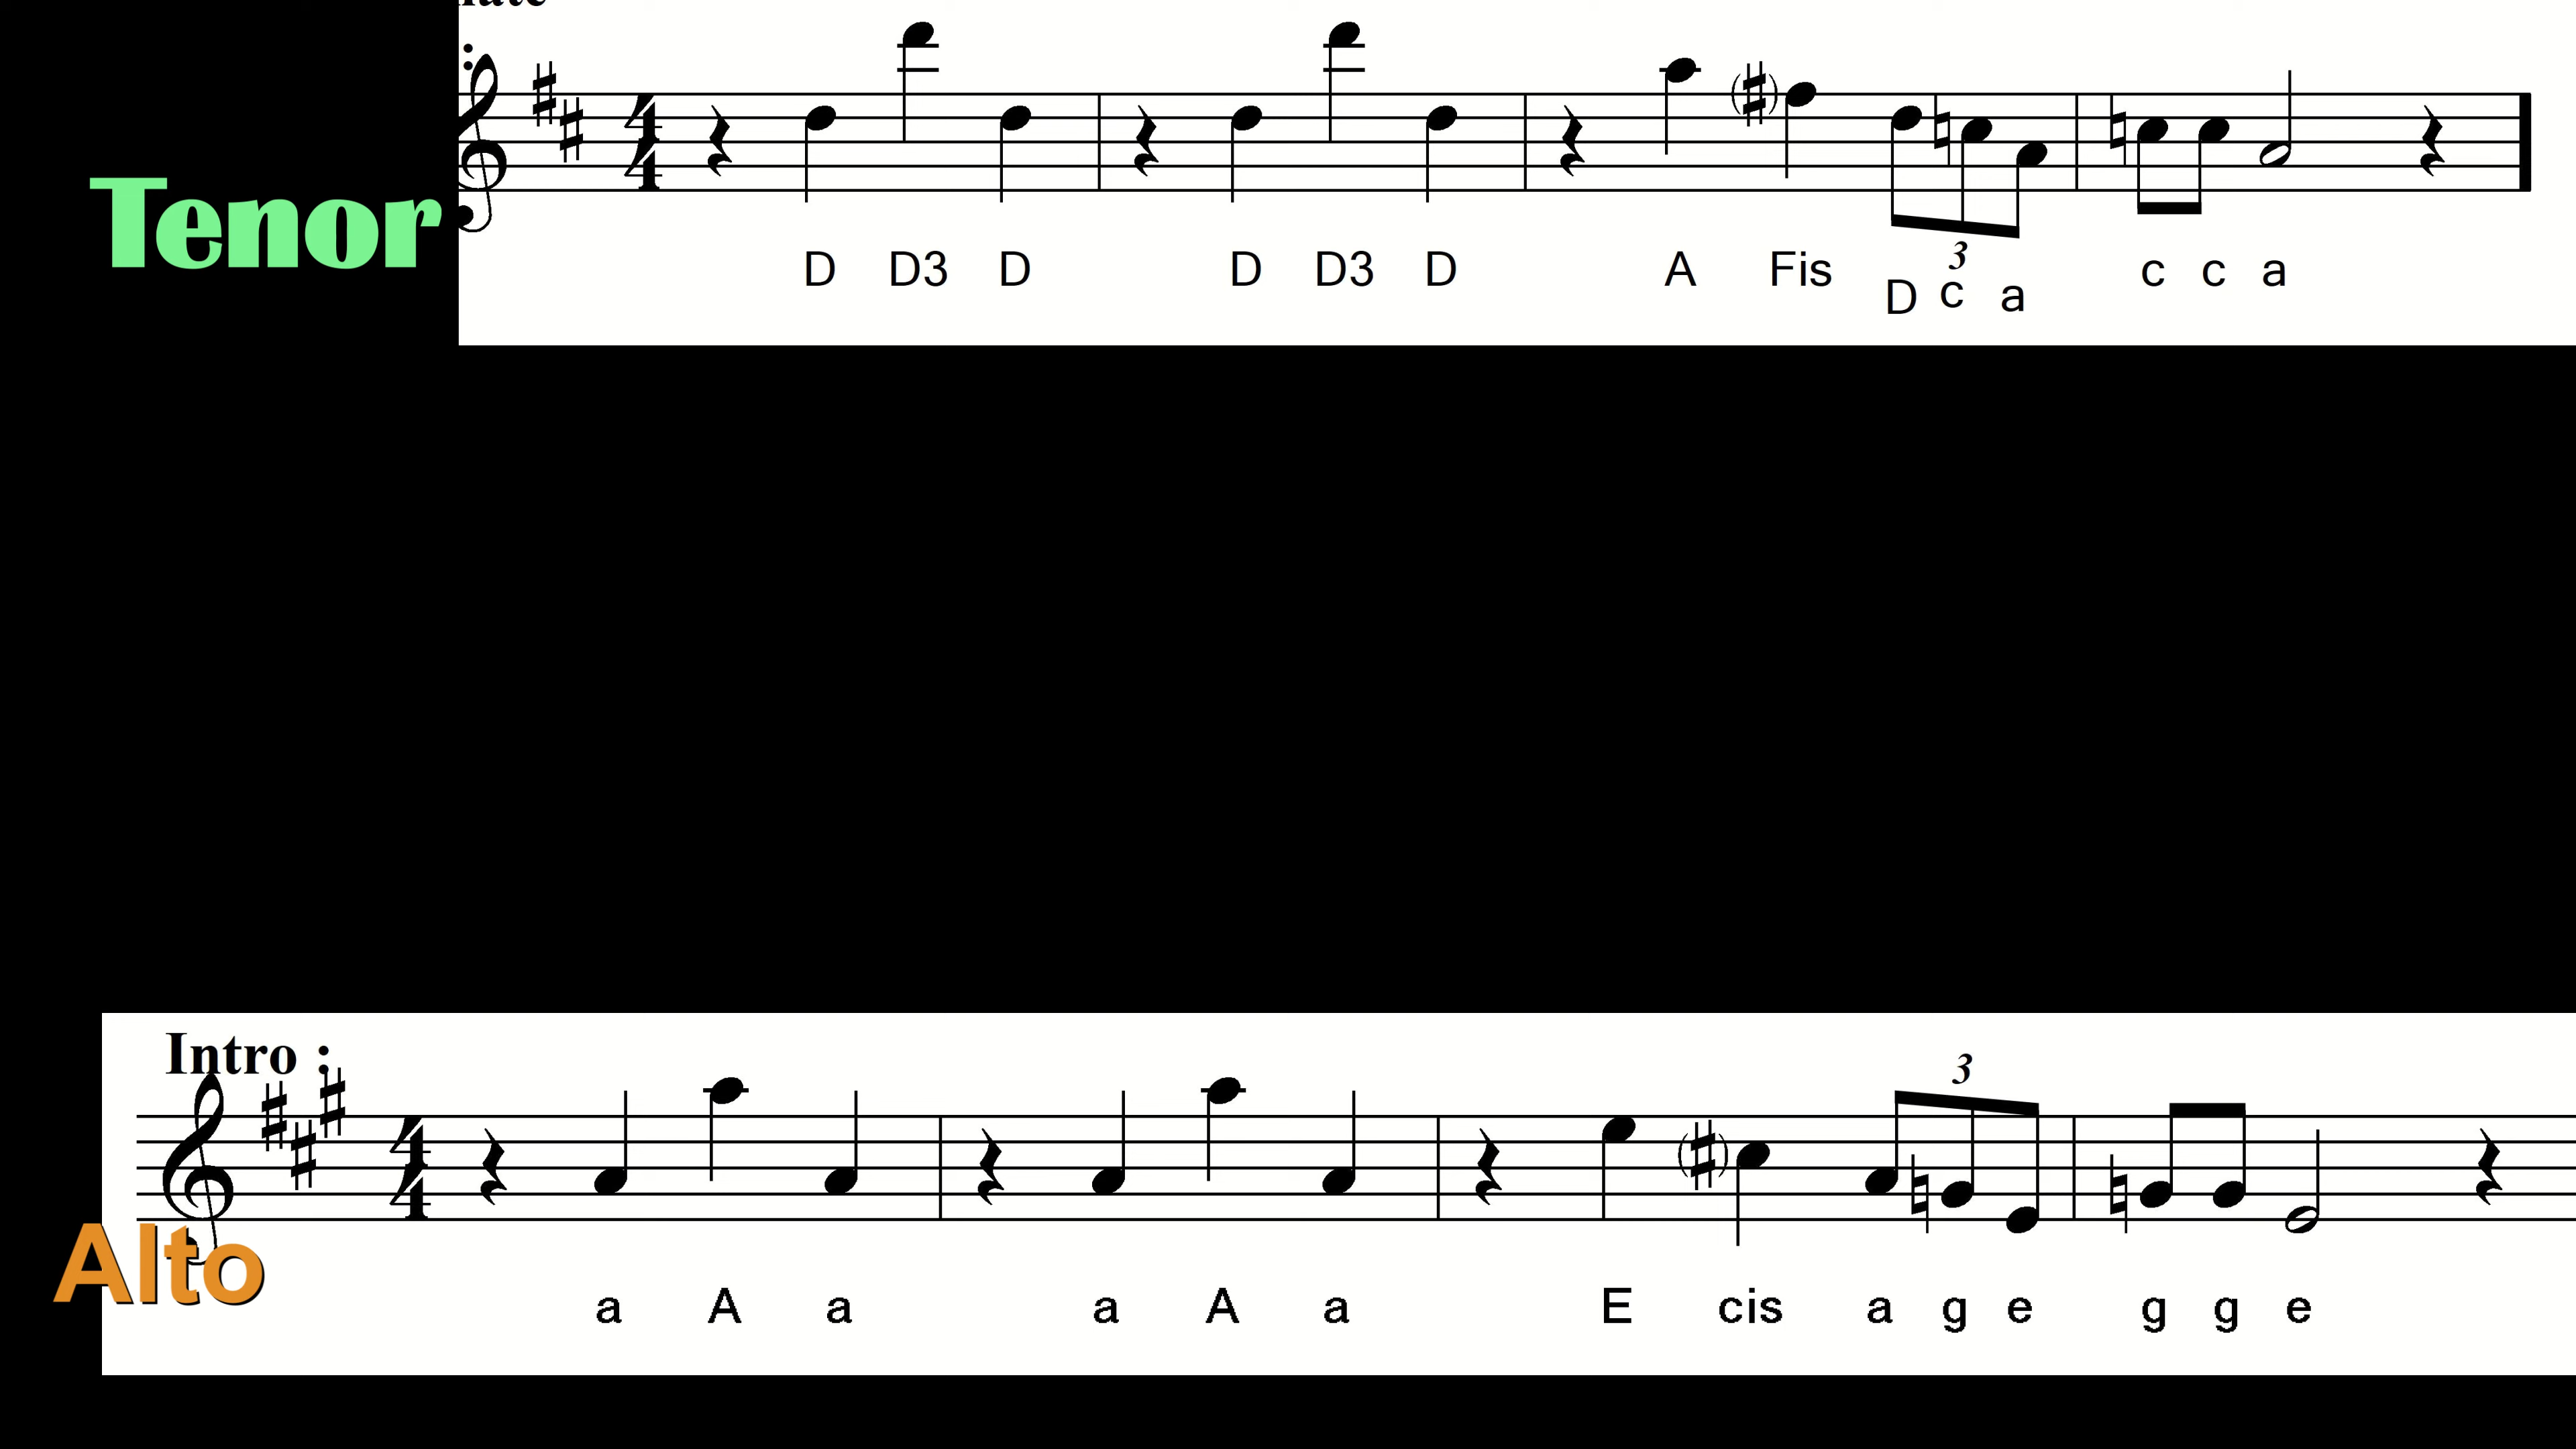 Tenor
D D3 D D D3 D A Fis D c a c c a
3
Intro :
3
Alto
a A a a A a E cis a g e g g e